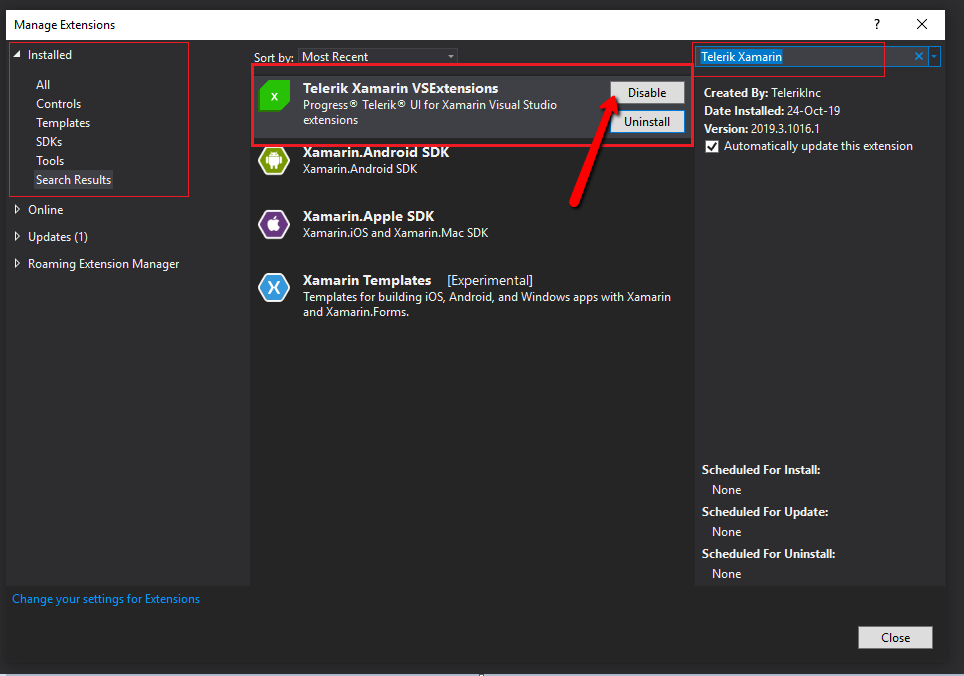 Manage Extensions
?
Installed
All
Controls
Templates
SDKs
Tools
Search Results
Online
Updates (1)
Roaming Extension Manager
Change your settings for Extensions
Sort by: Most Recent
x
Telerik Xamarin VSExtensions
Progress® Telerik® UI for Xamarin Visual Studio
extensions
Disable
Uninstall
Xamarin.Android SDK
Xamarin.Android SDK
Xamarin.Apple SDK
Xamarin.iOS and Xamarin.Mac SDK
X
Xamarin Templates [Experimental]
Templates for building iOS, Android, and Windows apps with Xamarin
and Xamarin.Forms.
Telerik Xamarin
Created By: TelerikInc
Date Installed: 24-Oct-19
Version: 2019.3.1016.1
Automatically update this extension
Scheduled For Install:
None
Scheduled For Update:
None
Scheduled For Uninstall:
None
Close